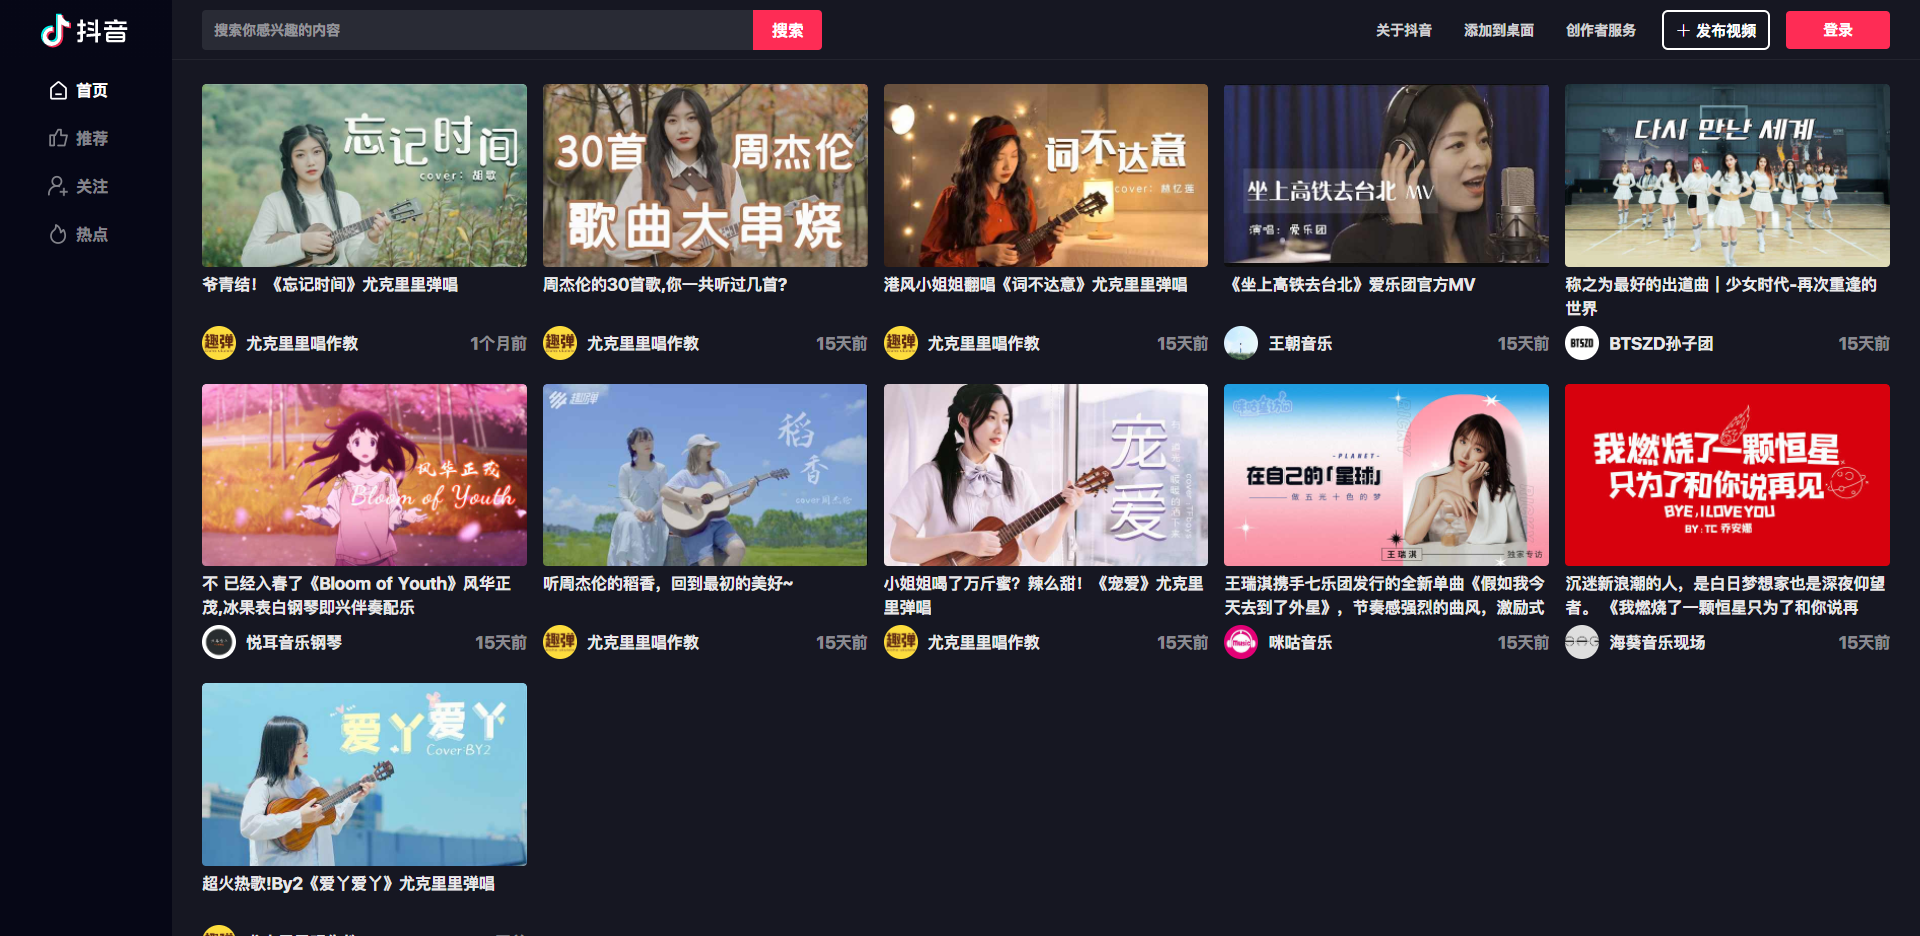 抖音
搜索你感兴趣的内容
搜索
关于抖音
添加到桌面
创作者服务
发布视频
登录
首页
推荐
关注
热点
忘记时间
cover: 胡歌
30首 周杰伦
歌曲大串烧
词不达意
cover: 林忆莲
坐上高铁去台北 MV
演唱: 爱乐团
다시 만난 세계
爷青结！《忘记时间》尤克里里弹唱
周杰伦的30首歌,你一共听过几首?
港风小姐姐翻唱《词不达意》尤克里里弹唱
《坐上高铁去台北》爱乐团官方MV
称之为最好的出道曲 | 少女时代-再次重逢的
世界
趣弹
尤克里里唱作教
1个月前
趣弹
尤克里里唱作教
15天前
趣弹
尤克里里唱作教
15天前
王朝音乐
15天前
BTSZD
BTSZD孙子团
15天前
风华正茂
Bloom of Youth
稻香
cover 周杰伦
宠爱
咪咕音访间
-PLANET-
在自己的「星球」
做五光十色的梦
王瑞淇
独家专访
我燃烧了一颗恒星
只为了和你说再见
BYE, I LOVE YOU
BY: TC 乔安娜
不 已经入春了《Bloom of Youth》风华正
茂,冰果表白钢琴即兴伴奏配乐
听周杰伦的稻香，回到最初的美好~
小姐姐喝了万斤蜜？辣么甜！《宠爱》尤克里
里弹唱
王瑞淇携手七乐团发行的全新单曲《假如我今
天去到了外星》，节奏感强烈的曲风，激励式
沉迷新浪潮的人，是白日梦想家也是深夜仰望
者。 《我燃烧了一颗恒星只为了和你说再
悦耳音乐钢琴
15天前
趣弹
尤克里里唱作教
15天前
趣弹
尤克里里唱作教
15天前
Music
咪咕音乐
15天前
海葵音乐现场
15天前
爱丫爱丫
Cover BY2
超火热歌!By2《爱丫爱丫》尤克里里弹唱